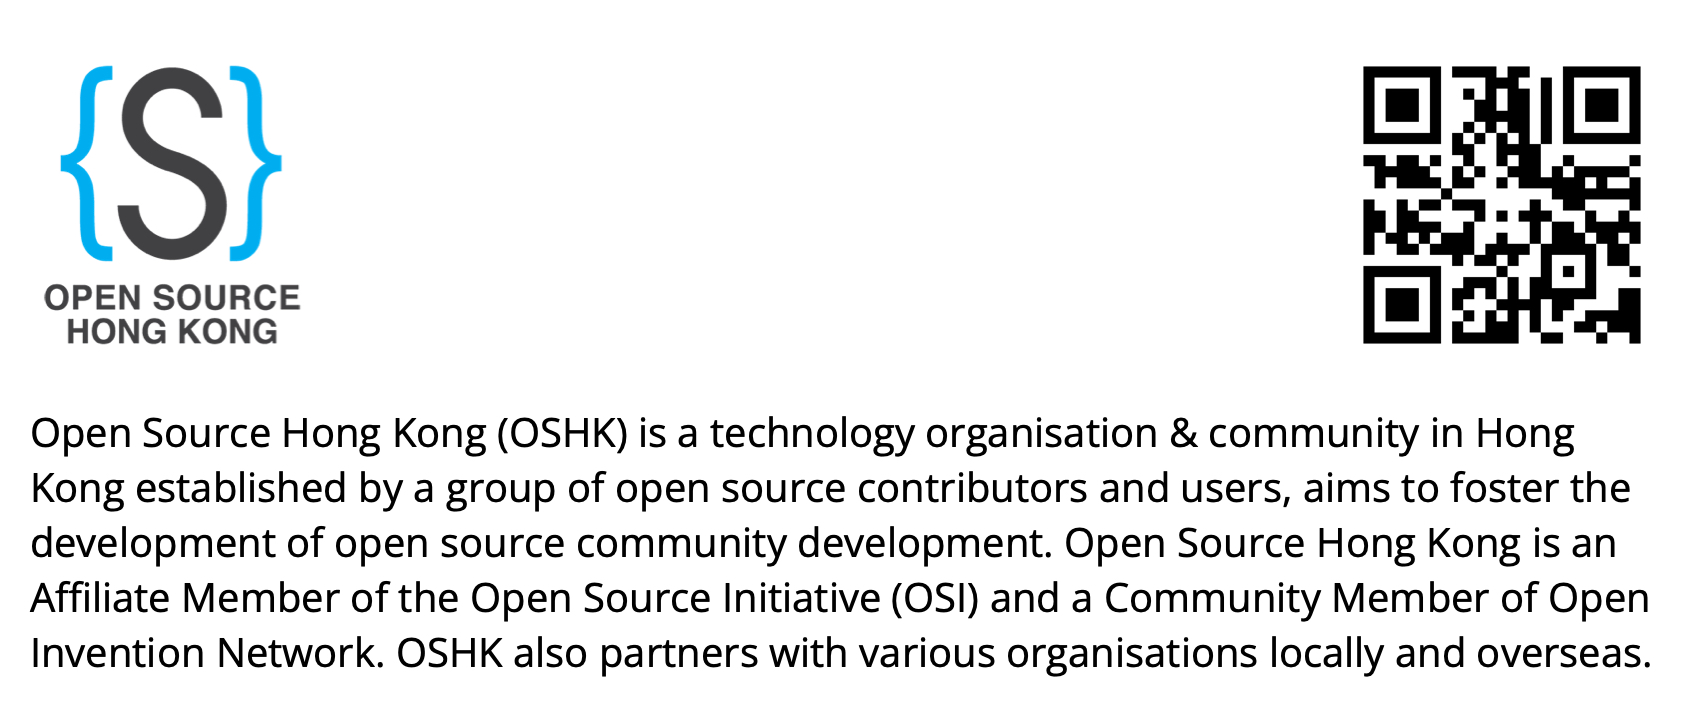 {S}
OPEN SOURCE
HONG KONG
Open Source Hong Kong (OSHK) is a technology organisation & community in Hong
Kong established by a group of open source contributors and users, aims to foster the
development of open source community development. Open Source Hong Kong is an
Affiliate Member of the Open Source Initiative (OSI) and a Community Member of Open
Invention Network. OSHK also partners with various organisations locally and overseas.